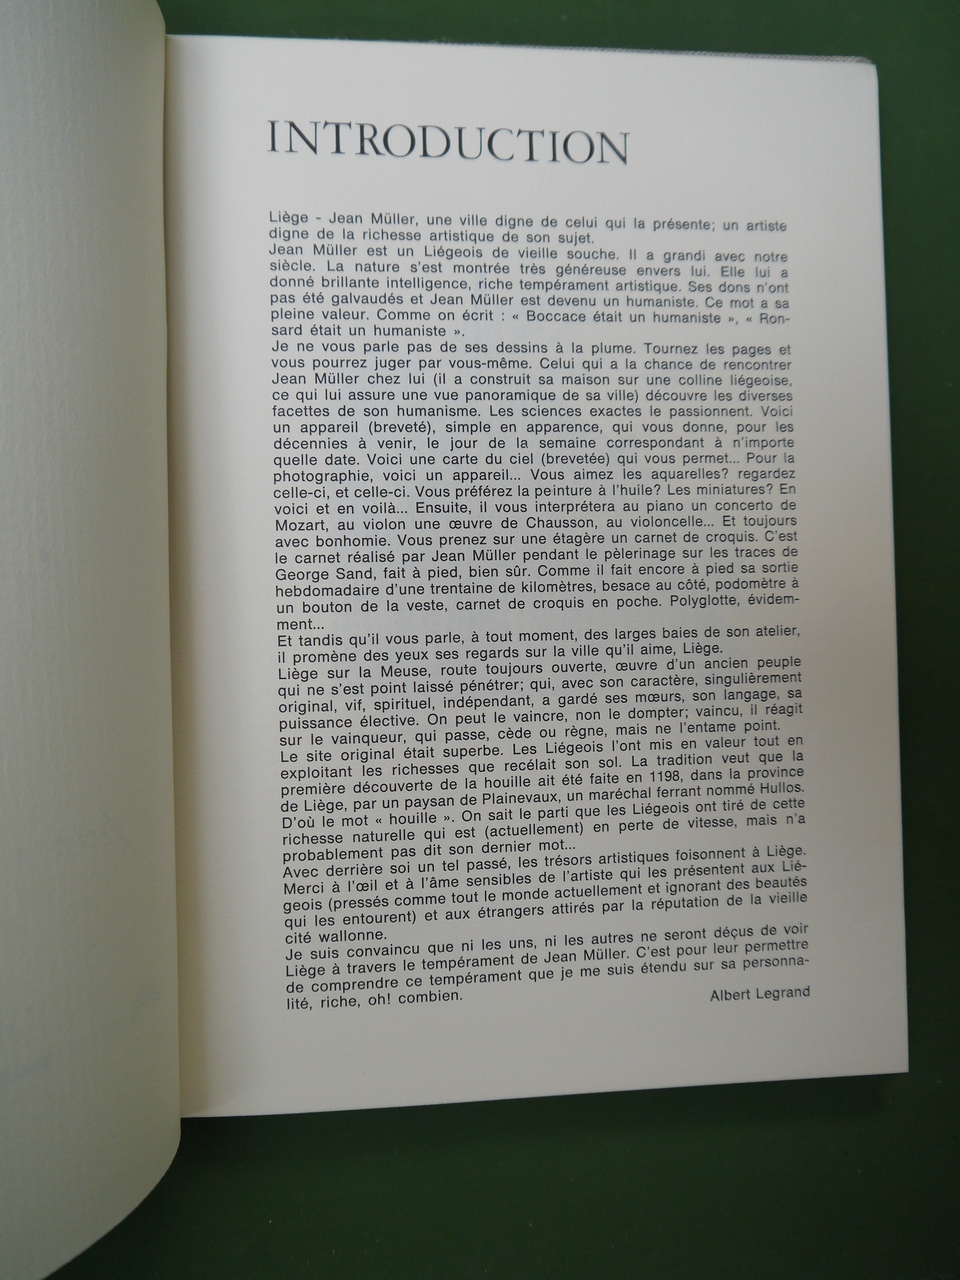 INTRODUCTION
Liège - Jean Müller, une ville digne de celui qui la présente; un artiste
digne de la richesse artistique de son sujet.
Jean Müller est un Liégeois de vieille souche. Il a grandi avec notre
siècle. La nature s'est montrée très généreuse envers lui. Elle lui a
donné brillante intelligence, riche tempérament artistique. Ses dons n'ont
pas été galvaudés et Jean Müller est devenu un humaniste. Ce mot a sa
pleine valeur. Comme on écrit : « Boccace était un humaniste », « Ron-
sard était un humaniste ».
Je ne vous parle pas de ses dessins à la plume. Tournez les pages et
vous pourrez juger par vous-même. Celui qui a la chance de rencontrer
Jean Müller chez lui (il a construit sa maison sur une colline liégeoise,
ce qui lui assure une vue panoramique de sa ville) découvre les diverses
facettes de son humanisme. Les sciences exactes le passionnent. Voici
un appareil (breveté), simple en apparence, qui vous donne, pour les
décennies à venir, le jour de la semaine correspondant à n'importe
quelle date. Voici une carte du ciel (brevetée) qui vous permet... Pour la
photographie, voici un appareil... Vous aimez les aquarelles? regardez
celle-ci, et celle-ci. Vous préférez la peinture à l'huile? Les miniatures? En
voici et en voilà... Ensuite, il vous interprétera au piano un concerto de
Mozart, au violon une œuvre de Chausson, au violoncelle... Et toujours
avec bonhomie. Vous prenez sur une étagère un carnet de croquis. C'est
le carnet réalisé par Jean Müller pendant le pèlerinage sur les traces de
George Sand, fait à pied, bien sûr. Comme il fait encore à pied sa sortie
hebdomadaire d'une trentaine de kilomètres, besace au côté, podomètre à
un bouton de la veste, carnet de croquis en poche. Polyglotte, évidem-
ment...
Et tandis qu'il vous parle, à tout moment, des larges baies de son atelier,
il promène des yeux ses regards sur la ville qu'il aime, Liège.
Liège sur la Meuse, route toujours ouverte, œuvre d'un ancien peuple
qui ne s'est point laissé pénétrer; qui, avec son caractère, singulièrement
original, vif, spirituel, indépendant, a gardé ses mœurs, son langage, sa
puissance élective. On peut le vaincre, non le dompter; vaincu, il réagit
sur le vainqueur, qui passe, cède ou règne, mais ne l'entame point.
Le site original était superbe. Les Liégeois l'ont mis en valeur tout en
exploitant les richesses que recélait son sol. La tradition veut que la
première découverte de la houille ait été faite en 1198, dans la province
de Liège, par un paysan de Plainevaux, un maréchal ferrant nommé Hullos.
D'où le mot « houille ». On sait le parti que les Liégeois ont tiré de cette
richesse naturelle qui est (actuellement) en perte de vitesse, mais n'a
probablement pas dit son dernier mot...
Avec derrière soi un tel passé, les trésors artistiques foisonnent à Liège.
Merci à l'œil et à l'âme sensibles de l'artiste qui les présentent aux Lié-
geois (pressés comme tout le monde actuellement et ignorant des beautés
qui les entourent) et aux étrangers attirés par la réputation de la vieille
cité wallonne.
Je suis convaincu que ni les uns, ni les autres ne seront déçus de voir
Liège à travers le tempérament de Jean Müller. C'est pour leur permettre
de comprendre ce tempérament que je me suis étendu sur sa personna-
lité, riche, oh! combien.
Albert Legrand